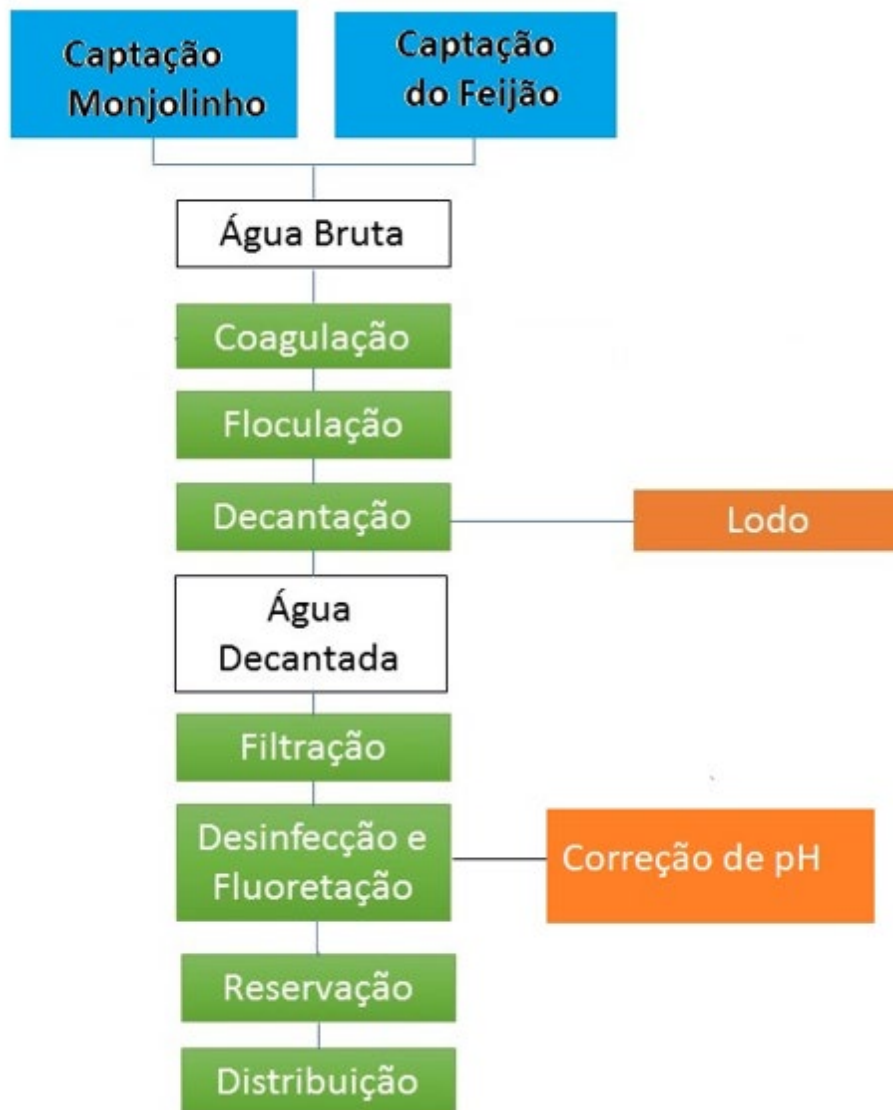 Captação
Monjolinho
Captação
do Feijão
Água Bruta
Coagulação
Floculação
Decantação
Lodo
Água
Decantada
Filtração
Desinfecção e
Fluoretação
Correção de pH
Reservação
Distribuição